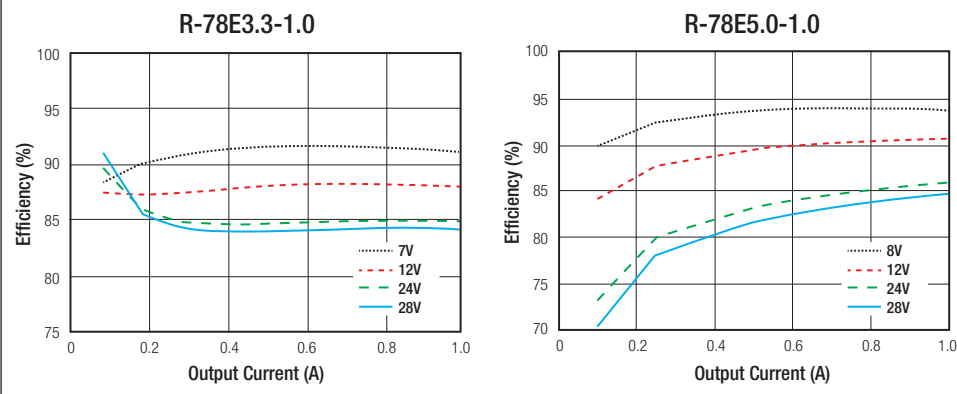 R-78E3.3-1.0
Efficiency (%)
100
95
90
85
80
75
0 0.2 0.4 0.6 0.8 1.0
Output Current (A)
7V
12V
24V
28V
R-78E5.0-1.0
Efficiency (%)
100
95
90
85
80
75
70
0 0.2 0.4 0.6 0.8 1.0
Output Current (A)
8V
12V
24V
28V